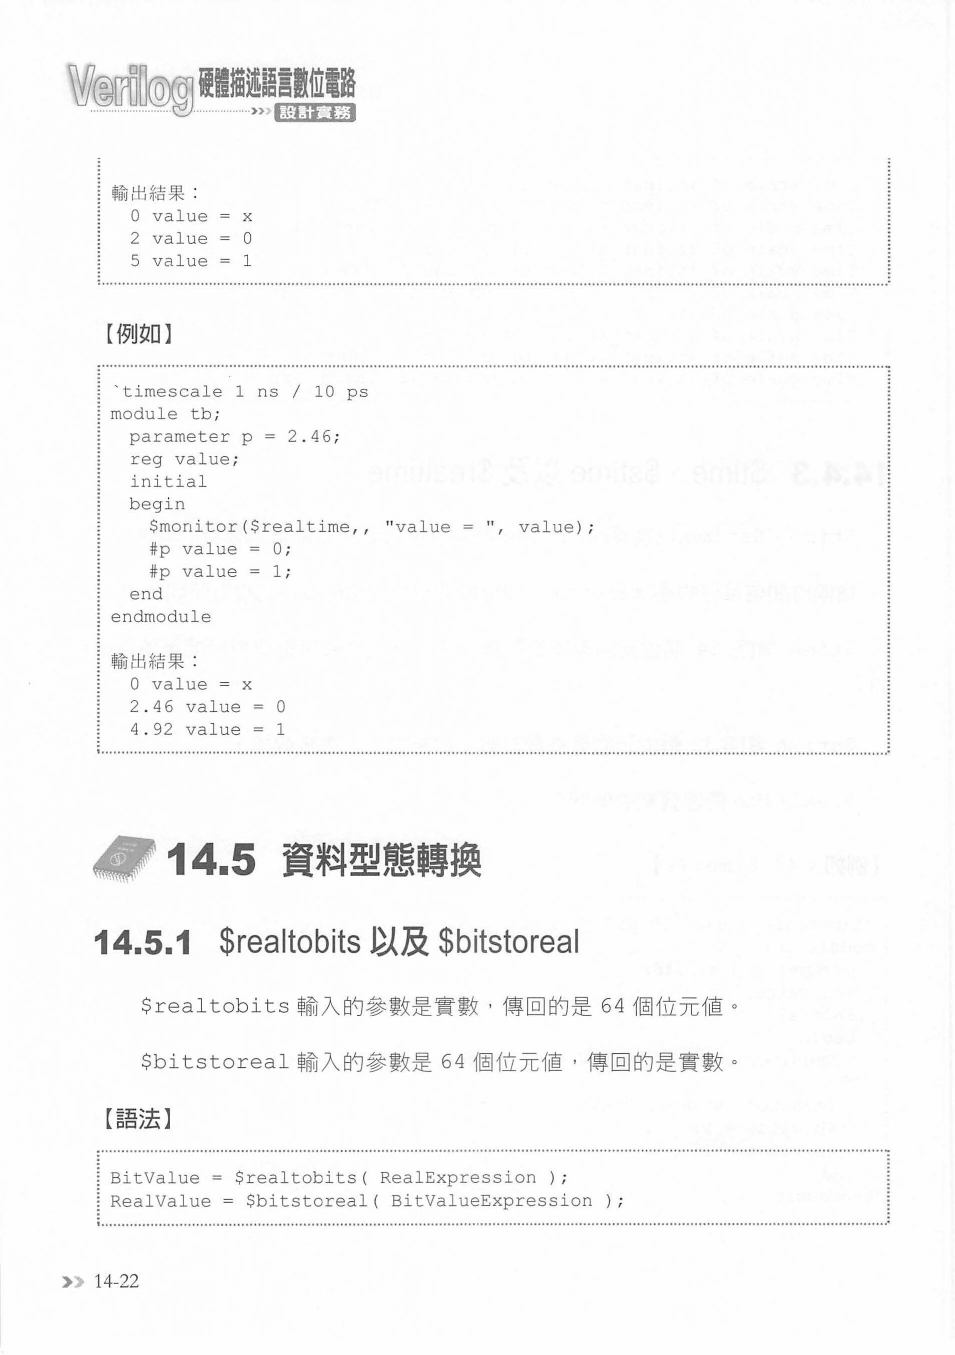 Verilog 硬體描述語言數位電路
設計實務
輸出結果：
0 value = x
2 value = 0
5 value = 1
【例如】
`timescale 1 ns / 10 ps
module tb;
parameter p = 2.46;
reg value;
initial
begin
$monitor($realtime,, "value = ", value);
#p value = 0;
#p value = 1;
end
endmodule
輸出結果：
0 value = x
2.46 value = 0
4.92 value = 1
14.5 資料型態轉換
14.5.1 $realtobits 以及 $bitstoreal
$realtobits 輸入的參數是實數，傳回的是 64 個位元值。
$bitstoreal 輸入的參數是 64 個位元值，傳回的是實數。
【語法】
BitValue = $realtobits( RealExpression );
RealValue = $bitstoreal( BitValueExpression );
14-22